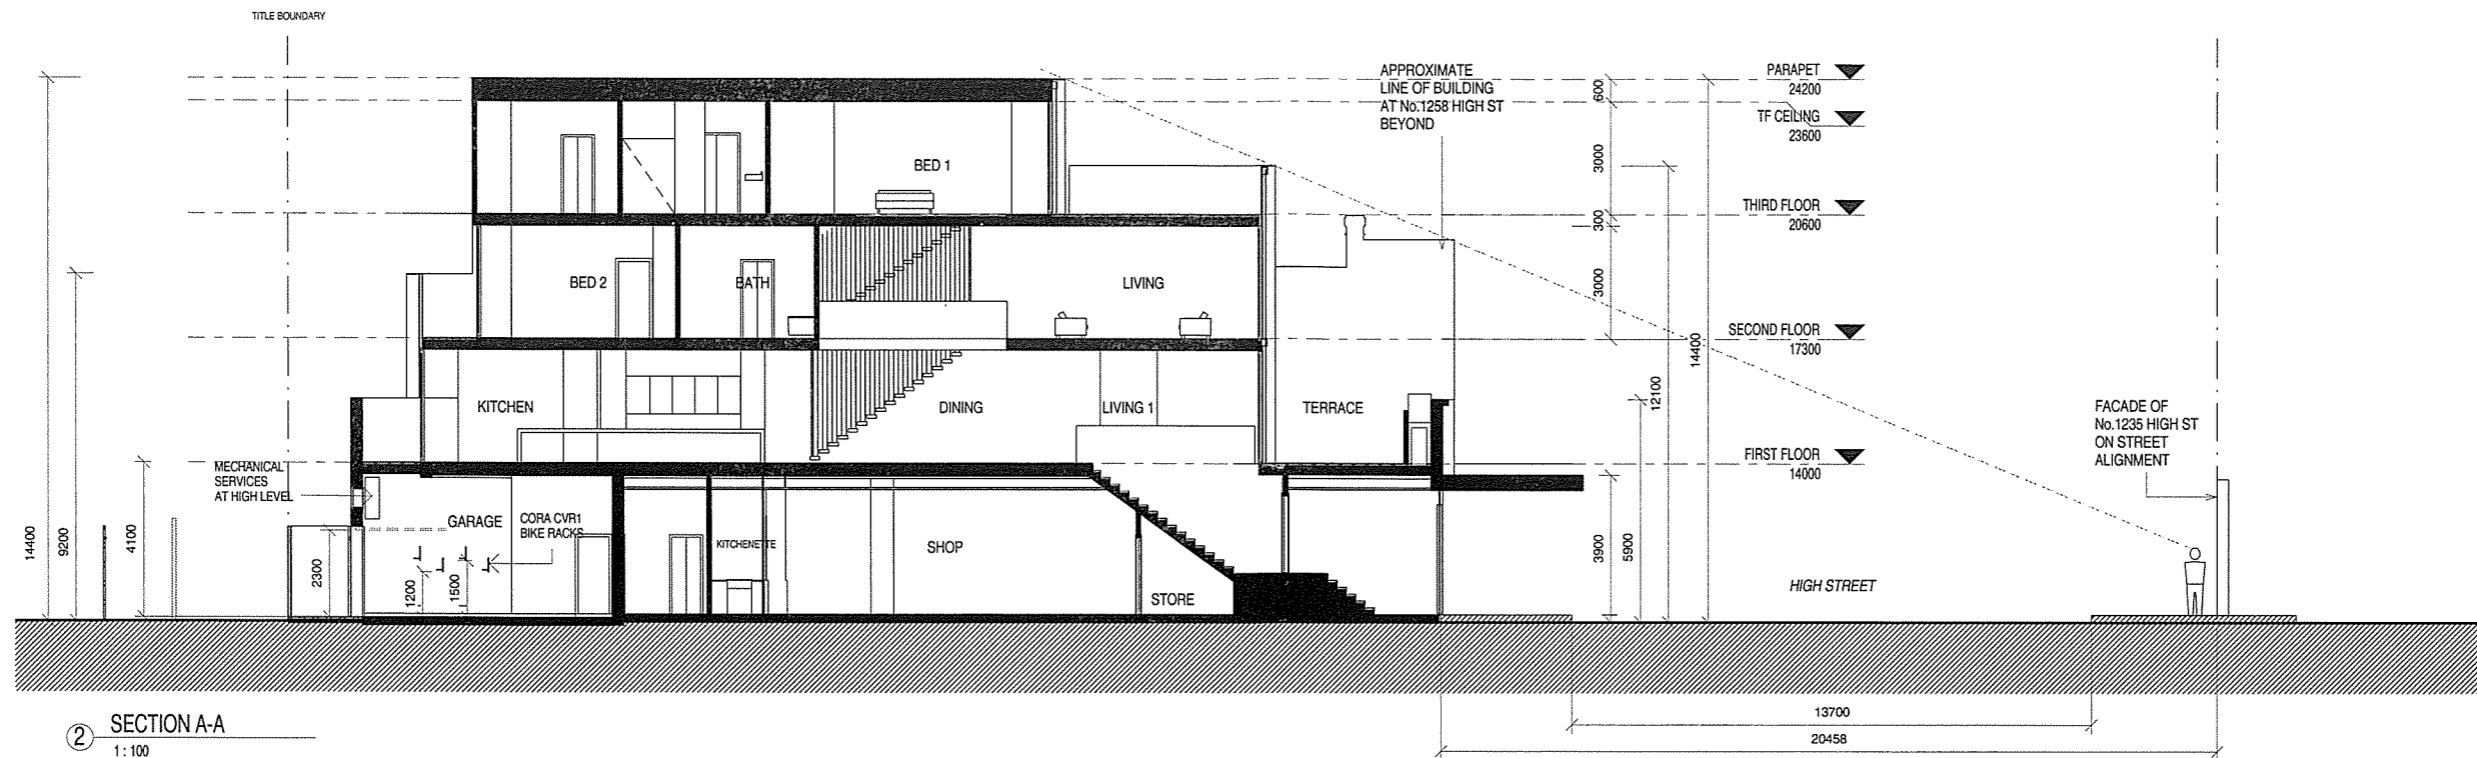 TITLE BOUNDARY
APPROXIMATE
LINE OF BUILDING
AT No.1258 HIGH ST
BEYOND
PARAPET
24200
TF CEILING
23600
THIRD FLOOR
20600
SECOND FLOOR
17300
FIRST FLOOR
14000
600
3000
300
3000
14400
12100
3900
5900
BED 1
BED 2
BATH
LIVING
KITCHEN
DINING
LIVING 1
TERRACE
FACADE OF
No.1235 HIGH ST
ON STREET
ALIGNMENT
MECHANICAL
SERVICES
AT HIGH LEVEL
GARAGE
CORA CVR1
BIKE RACKS
KITCHENETTE
SHOP
STORE
HIGH STREET
14400
9200
4100
2300
1200
1500
13700
20458
2 SECTION A-A
1 : 100